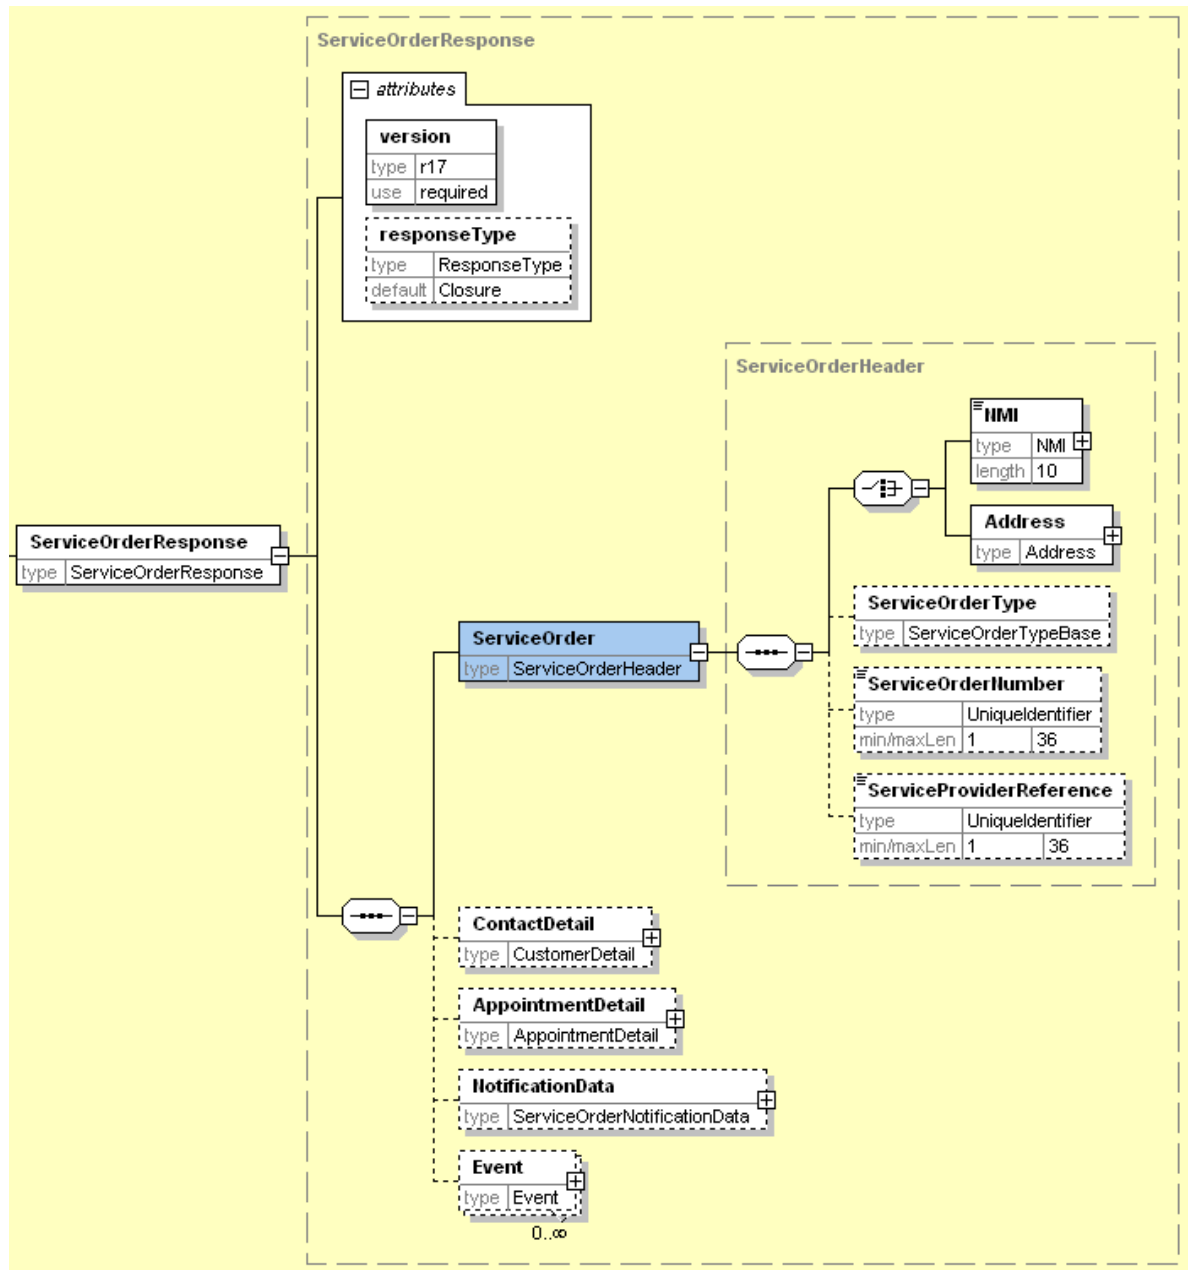 ServiceOrderResponse
attributes
version
type r17
use required
responseType
type ResponseType
default Closure
ServiceOrderHeader
NMI
type NMI
length 10
Address
type Address
ServiceOrderResponse
type ServiceOrderResponse
ServiceOrderType
type ServiceOrderTypeBase
ServiceOrder
type ServiceOrderHeader
ServiceOrderNumber
type UniqueIdentifier
min/maxLen 1 36
ServiceProviderReference
type UniqueIdentifier
min/maxLen 1 36
ContactDetail
type CustomerDetail
AppointmentDetail
type AppointmentDetail
NotificationData
type ServiceOrderNotificationData
Event
type Event
0..∞